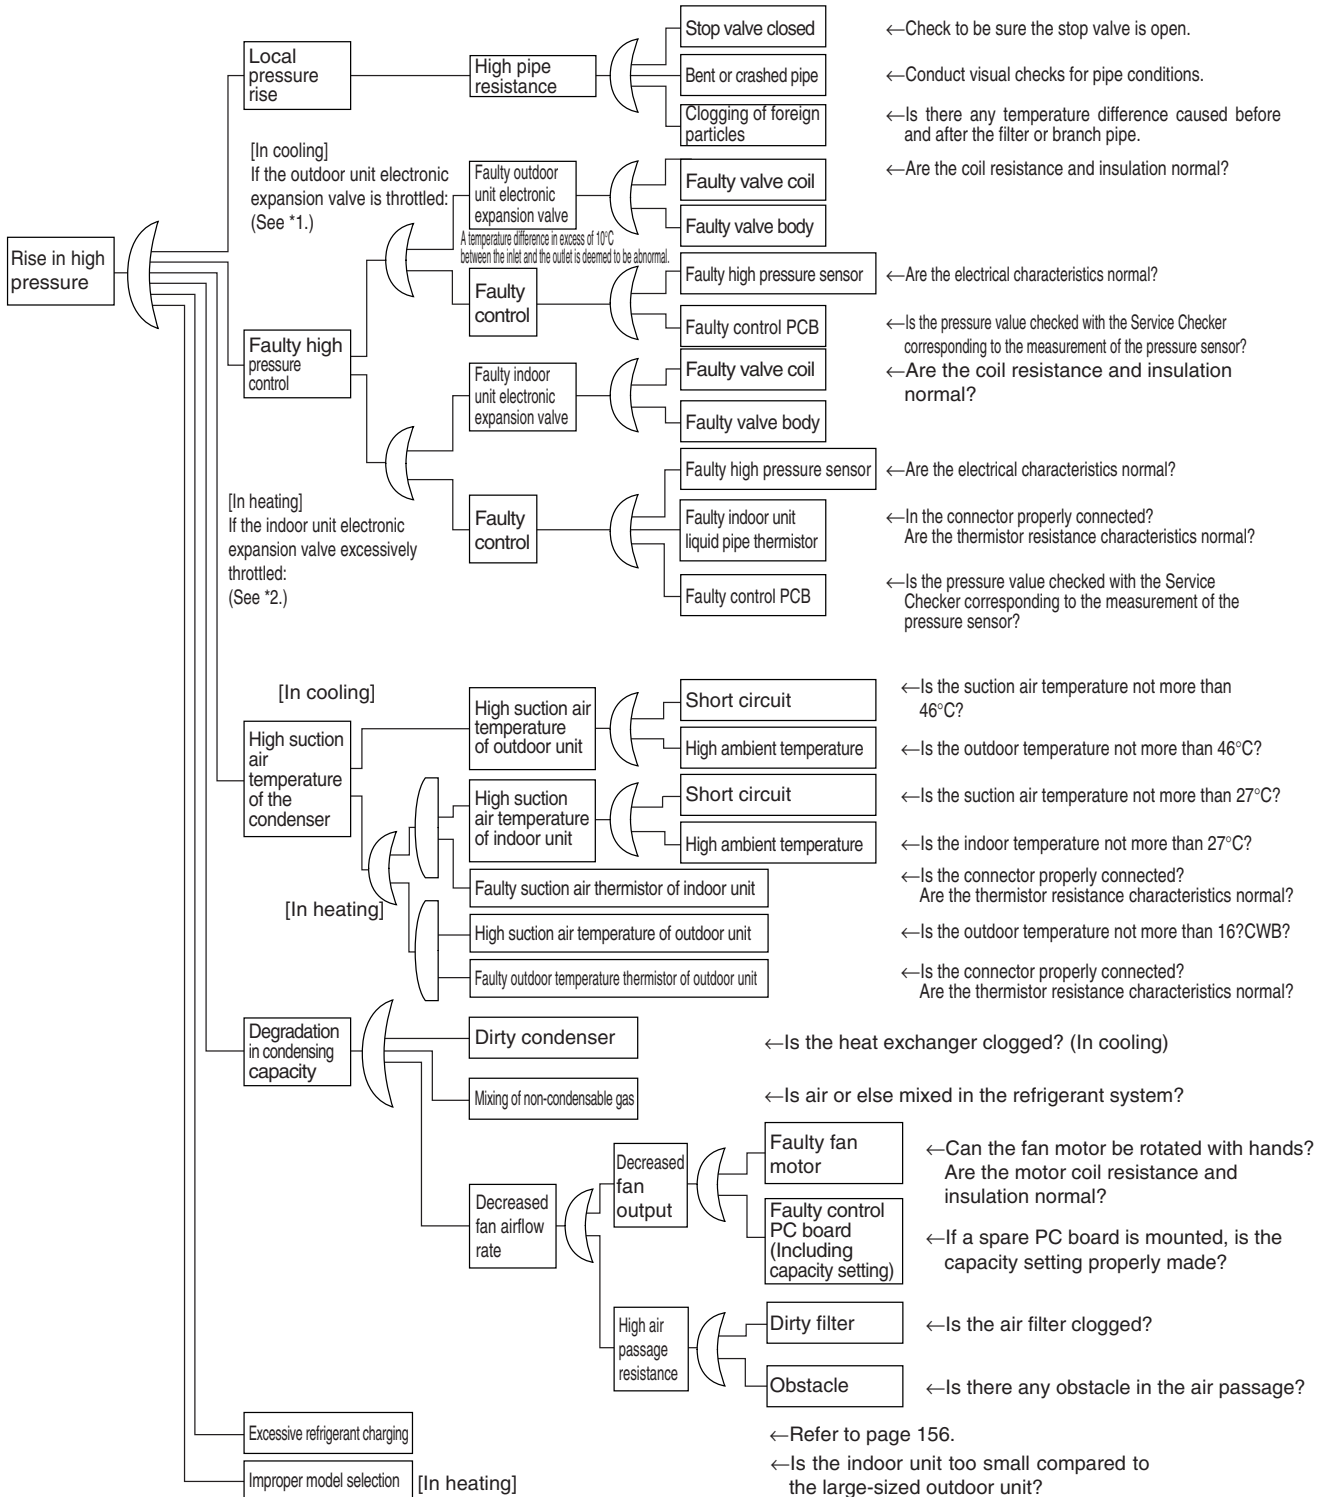 Rise in high
pressure
Local
pressure
rise
High pipe
resistance
Stop valve closed
←Check to be sure the stop valve is open.
Bent or crashed pipe
←Conduct visual checks for pipe conditions.
Clogging of foreign
particles
←Is there any temperature difference caused before
and after the filter or branch pipe.
[In cooling]
If the outdoor unit electronic
expansion valve is throttled:
(See *1.)
Faulty high
pressure
control
Faulty outdoor
unit electronic
expansion valve
A temperature difference in excess of 10°C
between the inlet and the outlet is deemed to be abnormal.
Faulty valve coil
←Are the coil resistance and insulation normal?
Faulty valve body
Faulty
control
Faulty high pressure sensor
←Are the electrical characteristics normal?
Faulty control PCB
←Is the pressure value checked with the Service Checker
corresponding to the measurement of the pressure sensor?
Faulty indoor
unit electronic
expansion valve
Faulty valve coil
←Are the coil resistance and insulation
normal?
Faulty valve body
[In heating]
If the indoor unit electronic
expansion valve excessively
throttled:
(See *2.)
Faulty
control
Faulty high pressure sensor
←Are the electrical characteristics normal?
Faulty indoor unit
liquid pipe thermistor
←In the connector properly connected?
Are the thermistor resistance characteristics normal?
Faulty control PCB
←Is the pressure value checked with the Service
Checker corresponding to the measurement of the
pressure sensor?
[In cooling]
High suction
air
temperature
of the
condenser
High suction air
temperature
of outdoor unit
Short circuit
←Is the suction air temperature not more than
46°C?
High ambient temperature
←Is the outdoor temperature not more than 46°C?
[In heating]
High suction
air temperature
of indoor unit
Short circuit
←Is the suction air temperature not more than 27°C?
High ambient temperature
←Is the indoor temperature not more than 27°C?
Faulty suction air thermistor of indoor unit
←Is the connector properly connected?
Are the thermistor resistance characteristics normal?
High suction air temperature of outdoor unit
←Is the outdoor temperature not more than 16?CWB?
Faulty outdoor temperature thermistor of outdoor unit
←Is the connector properly connected?
Are the thermistor resistance characteristics normal?
Degradation
in condensing
capacity
Dirty condenser
←Is the heat exchanger clogged? (In cooling)
Mixing of non-condensable gas
←Is air or else mixed in the refrigerant system?
Decreased
fan airflow
rate
Decreased
fan
output
Faulty fan
motor
←Can the fan motor be rotated with hands?
Are the motor coil resistance and
insulation normal?
Faulty control
PC board
(Including
capacity setting)
←If a spare PC board is mounted, is the
capacity setting properly made?
High air
passage
resistance
Dirty filter
←Is the air filter clogged?
Obstacle
←Is there any obstacle in the air passage?
Excessive refrigerant charging
←Refer to page 156.
Improper model selection
[In heating]
←Is the indoor unit too small compared to
the large-sized outdoor unit?